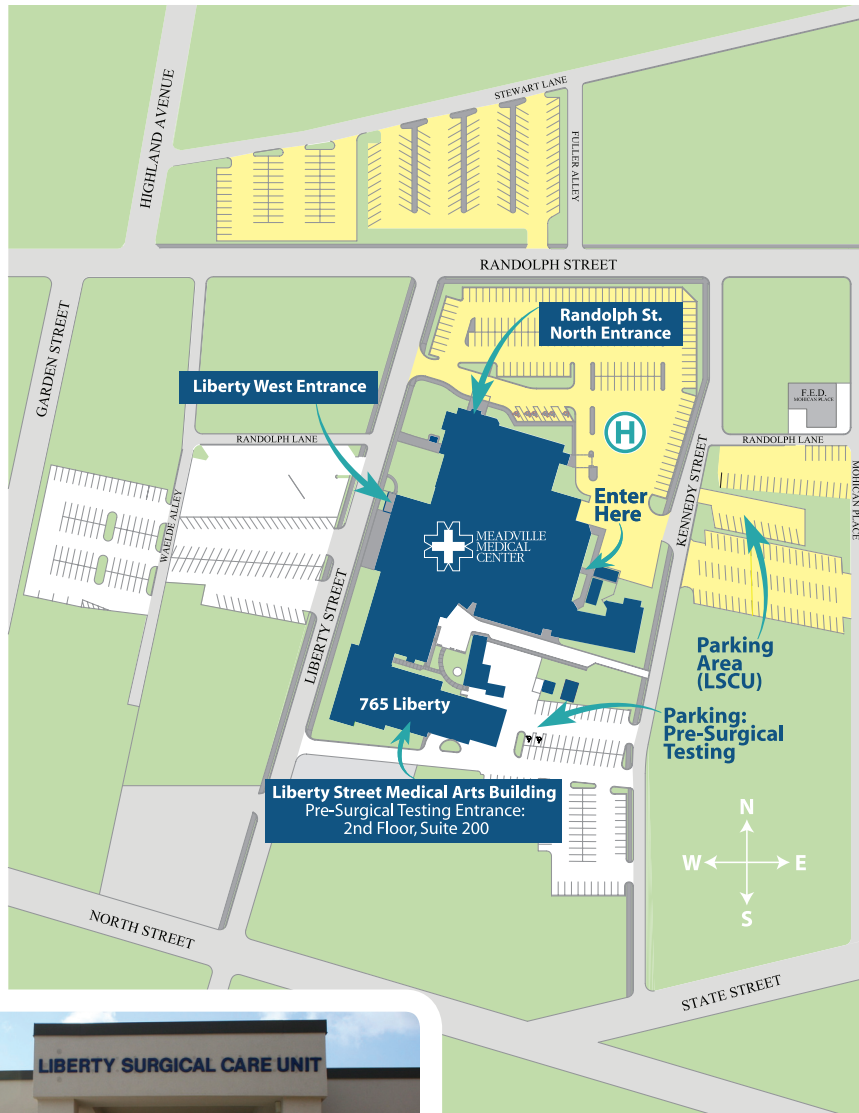 STEWART LANE
HIGHLAND AVENUE
FULLER ALLEY
RANDOLPH STREET
GARDEN STREET
Randolph St.
North Entrance
Liberty West Entrance
F.E.D.
MOHICAN PLACE
H
RANDOLPH LANE
RANDOLPH LANE
KENNEDY STREET
MOHICAN PLACE
WAELDE ALLEY
Enter
Here
MEADVILLE
MEDICAL
CENTER
LIBERTY STREET
Parking
Area
(LSCU)
765 Liberty
Parking:
Pre-Surgical
Testing
Liberty Street Medical Arts Building
Pre-Surgical Testing Entrance:
2nd Floor, Suite 200
N
W E
S
NORTH STREET
STATE STREET
LIBERTY SURGICAL CARE UNIT